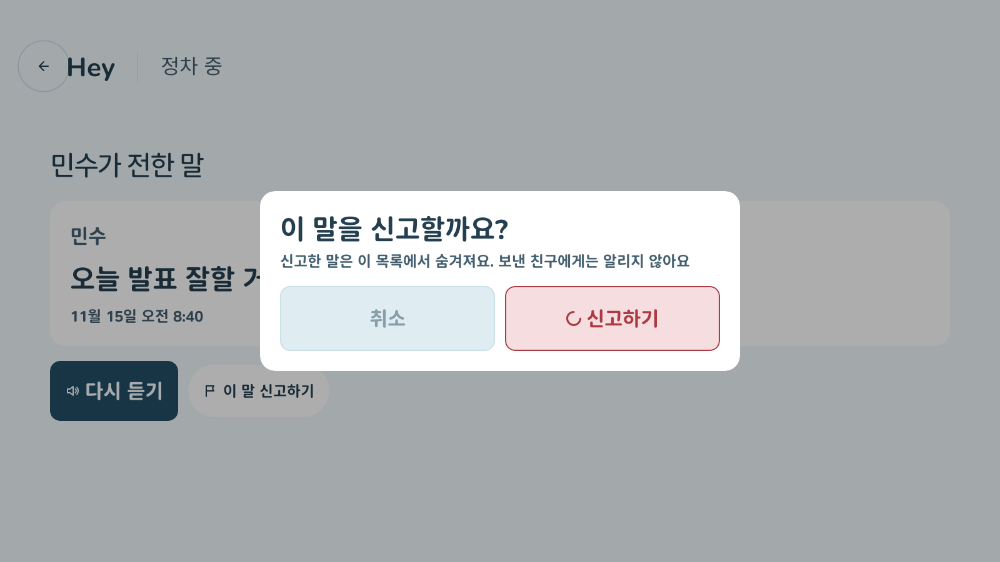 Hey
정차 중
민수가 전한 말
민수
오늘 발표 잘할
11월 15일 오전 8:40
다시 듣기
이 말 신고하기
이 말을 신고할까요?
신고한 말은 이 목록에서 숨겨져요. 보낸 친구에게는 알리지 않아요
취소
신고하기